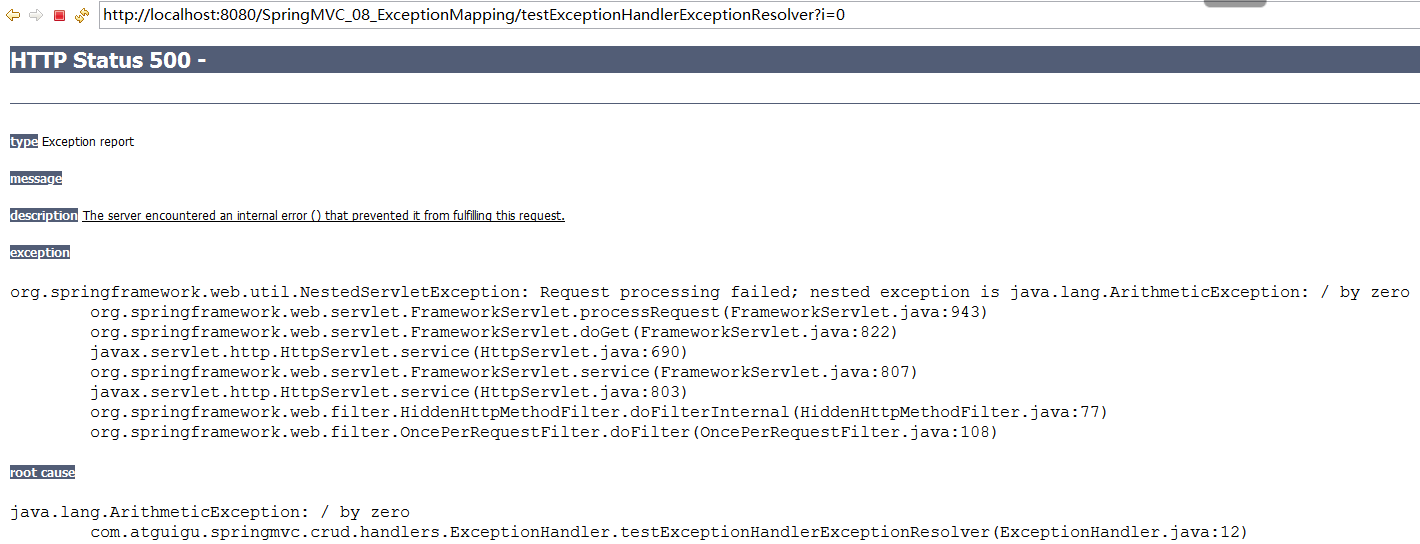 http://localhost:8080/SpringMVC_08_ExceptionMapping/testExceptionHandlerExceptionResolver?i=0
HTTP Status 500 -
type Exception report
message
description The server encountered an internal error () that prevented it from fulfilling this request.
exception
org.springframework.web.util.NestedServletException: Request processing failed; nested exception is java.lang.ArithmeticException: / by zero
org.springframework.web.servlet.FrameworkServlet.processRequest(FrameworkServlet.java:943)
org.springframework.web.servlet.FrameworkServlet.doGet(FrameworkServlet.java:822)
javax.servlet.http.HttpServlet.service(HttpServlet.java:690)
org.springframework.web.servlet.FrameworkServlet.service(FrameworkServlet.java:807)
javax.servlet.http.HttpServlet.service(HttpServlet.java:803)
org.springframework.web.filter.HiddenHttpMethodFilter.doFilterInternal(HiddenHttpMethodFilter.java:77)
org.springframework.web.filter.OncePerRequestFilter.doFilter(OncePerRequestFilter.java:108)
root cause
java.lang.ArithmeticException: / by zero
com.atguigu.springmvc.crud.handlers.ExceptionHandler.testExceptionHandlerExceptionResolver(ExceptionHandler.java:12)